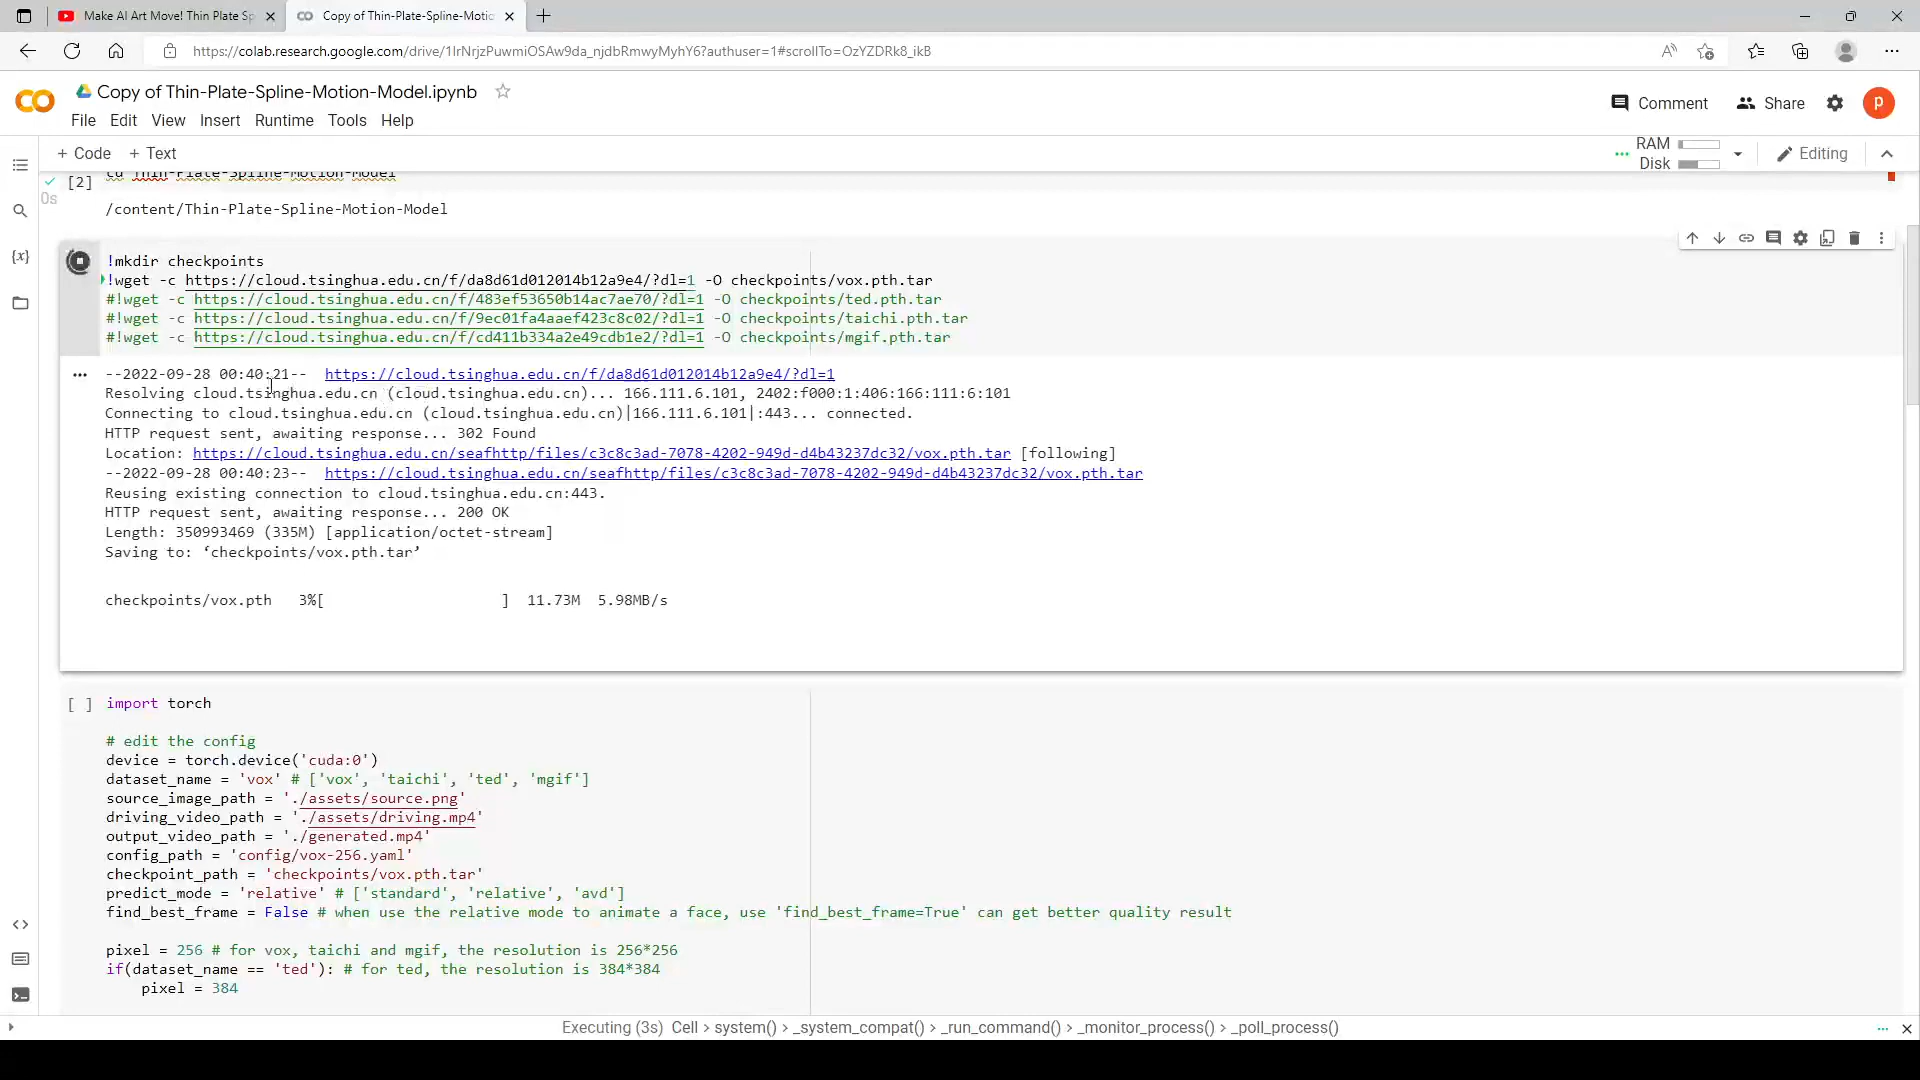 Make AI Art Move! Thin Plate Sp
Copy of Thin-Plate-Spline-Motio
https://colab.research.google.com/drive/1IrNrjzPuwmiOSAw9da_njdbRmwyMyhY6?authuser=1#scrollTo=OzYZDRk8_ikB
CO
Copy of Thin-Plate-Spline-Motion-Model.ipynb
Comment
Share
p
File Edit View Insert Runtime Tools Help
+ Code + Text
RAM
Disk
Editing
[2]
cd Thin-Plate-Spline-Motion-Model
0s
/content/Thin-Plate-Spline-Motion-Model
{x}
!mkdir checkpoints
!wget -c https://cloud.tsinghua.edu.cn/f/da8d61d012014b12a9e4/?dl=1 -O checkpoints/vox.pth.tar
#!wget -c https://cloud.tsinghua.edu.cn/f/483ef53650b14ac7ae70/?dl=1 -O checkpoints/ted.pth.tar
#!wget -c https://cloud.tsinghua.edu.cn/f/9ec01fa4aaef423c8c02/?dl=1 -O checkpoints/taichi.pth.tar
#!wget -c https://cloud.tsinghua.edu.cn/f/cd411b334a2e49cdb1e2/?dl=1 -O checkpoints/mgif.pth.tar
--2022-09-28 00:40:21-- https://cloud.tsinghua.edu.cn/f/da8d61d012014b12a9e4/?dl=1
Resolving cloud.tsinghua.edu.cn (cloud.tsinghua.edu.cn)... 166.111.6.101, 2402:f000:1:406:166:111:6:101
Connecting to cloud.tsinghua.edu.cn (cloud.tsinghua.edu.cn)|166.111.6.101|:443... connected.
HTTP request sent, awaiting response... 302 Found
Location: https://cloud.tsinghua.edu.cn/seafhttp/files/c3c8c3ad-7078-4202-949d-d4b43237dc32/vox.pth.tar [following]
--2022-09-28 00:40:23-- https://cloud.tsinghua.edu.cn/seafhttp/files/c3c8c3ad-7078-4202-949d-d4b43237dc32/vox.pth.tar
Reusing existing connection to cloud.tsinghua.edu.cn:443.
HTTP request sent, awaiting response... 200 OK
Length: 350993469 (335M) [application/octet-stream]
Saving to: ‘checkpoints/vox.pth.tar’
checkpoints/vox.pth 3%[ ] 11.73M 5.98MB/s
[ ] import torch
# edit the config
device = torch.device('cuda:0')
dataset_name = 'vox' # ['vox', 'taichi', 'ted', 'mgif']
source_image_path = './assets/source.png'
driving_video_path = './assets/driving.mp4'
output_video_path = './generated.mp4'
config_path = 'config/vox-256.yaml'
checkpoint_path = 'checkpoints/vox.pth.tar'
predict_mode = 'relative' # ['standard', 'relative', 'avd']
find_best_frame = False # when use the relative mode to animate a face, use 'find_best_frame=True' can get better quality result
pixel = 256 # for vox, taichi and mgif, the resolution is 256*256
if(dataset_name == 'ted'): # for ted, the resolution is 384*384
pixel = 384
Executing (3s) Cell > system() > _system_compat() > _run_command() > _monitor_process() > _poll_process()